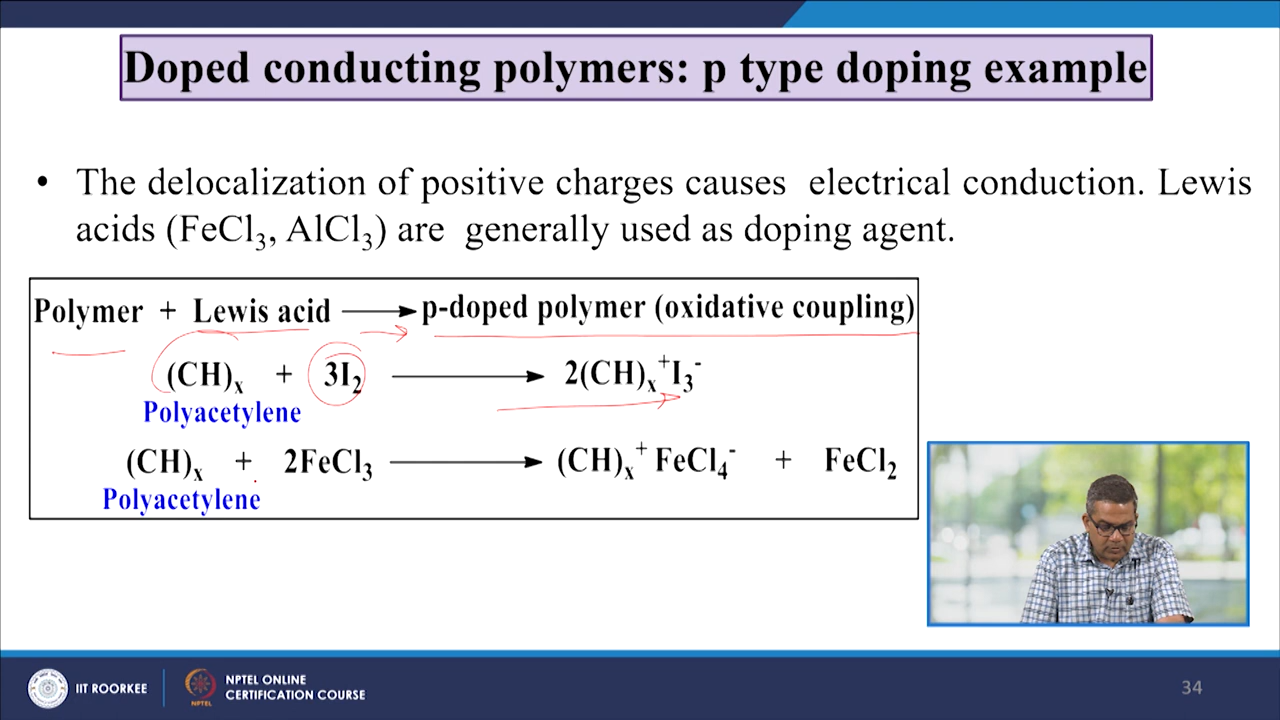 Doped conducting polymers: p type doping example
• The delocalization of positive charges causes electrical conduction. Lewis
acids (FeCl₃, AlCl₃) are generally used as doping agent.
Polymer + Lewis acid ⟶ p-doped polymer (oxidative coupling)
(CH)ₓ + 3I₂ ⟶ 2(CH)ₓ⁺I₃⁻
Polyacetylene
(CH)ₓ + 2FeCl₃ ⟶ (CH)ₓ⁺ FeCl₄⁻ + FeCl₂
Polyacetylene
IIT ROORKEE
NPTEL
NPTEL ONLINE
CERTIFICATION COURSE
34